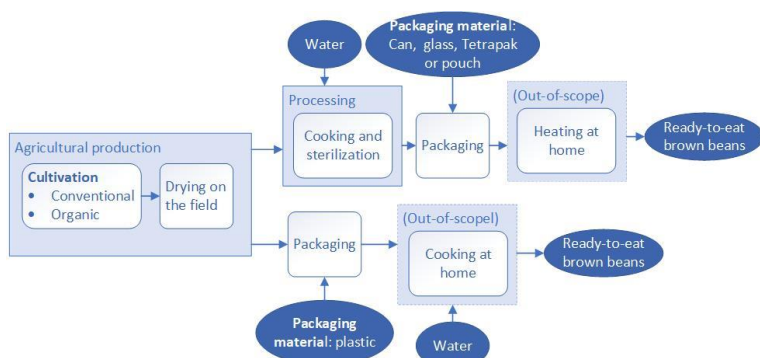 Packaging material:
Can, glass, Tetrapak
or pouch
Water
Processing
Cooking and
sterilization
Packaging
(Out-of-scope)
Heating at
home
Ready-to-eat
brown beans
Agricultural production
Cultivation
• Conventional
• Organic
Drying on
the field
Packaging
(Out-of-scopel)
Cooking at
home
Ready-to-eat
brown beans
Packaging
material: plastic
Water